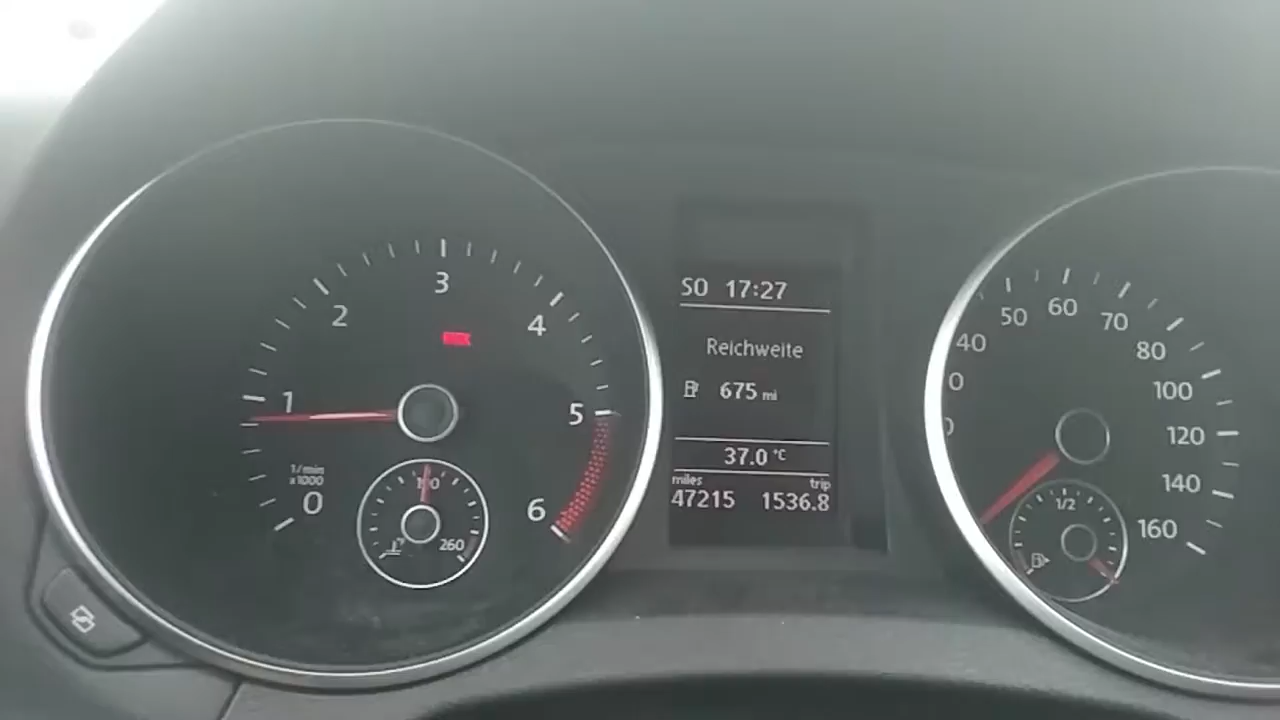 3
2
4
1
5
1/min
x1000
0
6
260
SO 17:27
Reichweite
675 mi
37.0 °C
miles trip
47215 1536.8
50
60
70
40
80
100
120
140
160
1/2